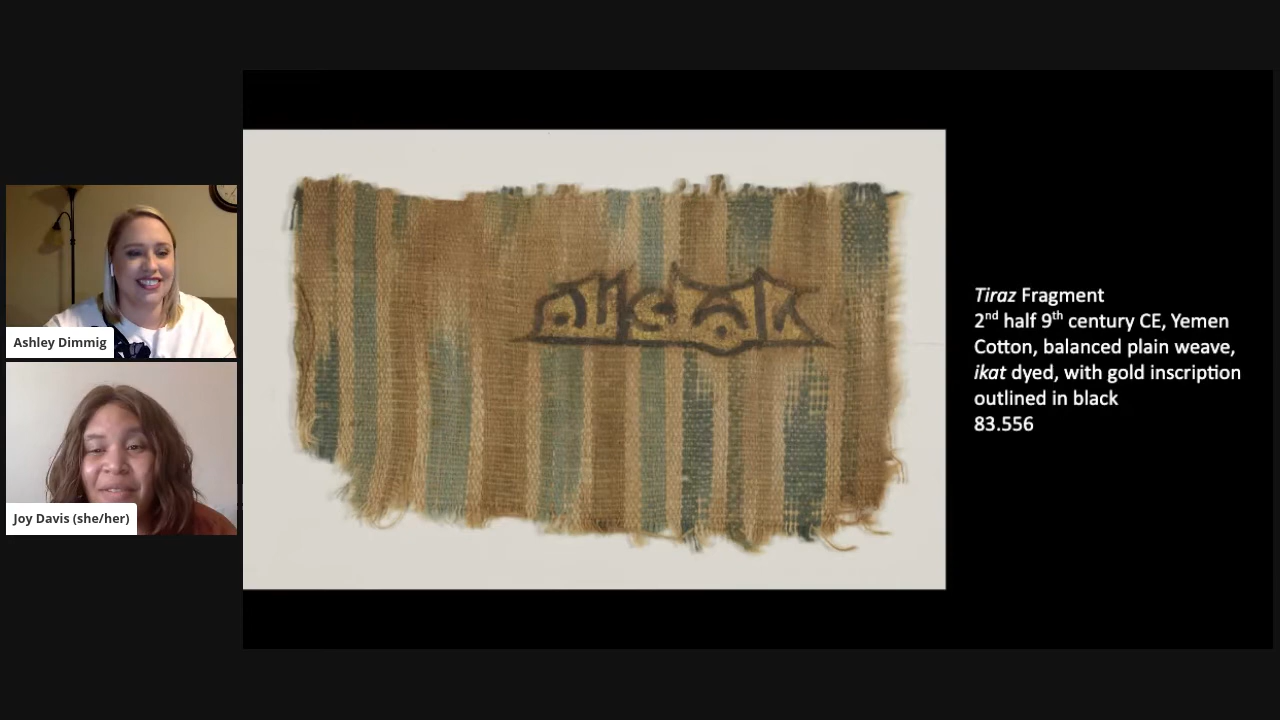 Ashley Dimmig
Joy Davis (she/her)
Tiraz Fragment
2nd half 9th century CE, Yemen
Cotton, balanced plain weave,
ikat dyed, with gold inscription
outlined in black
83.556